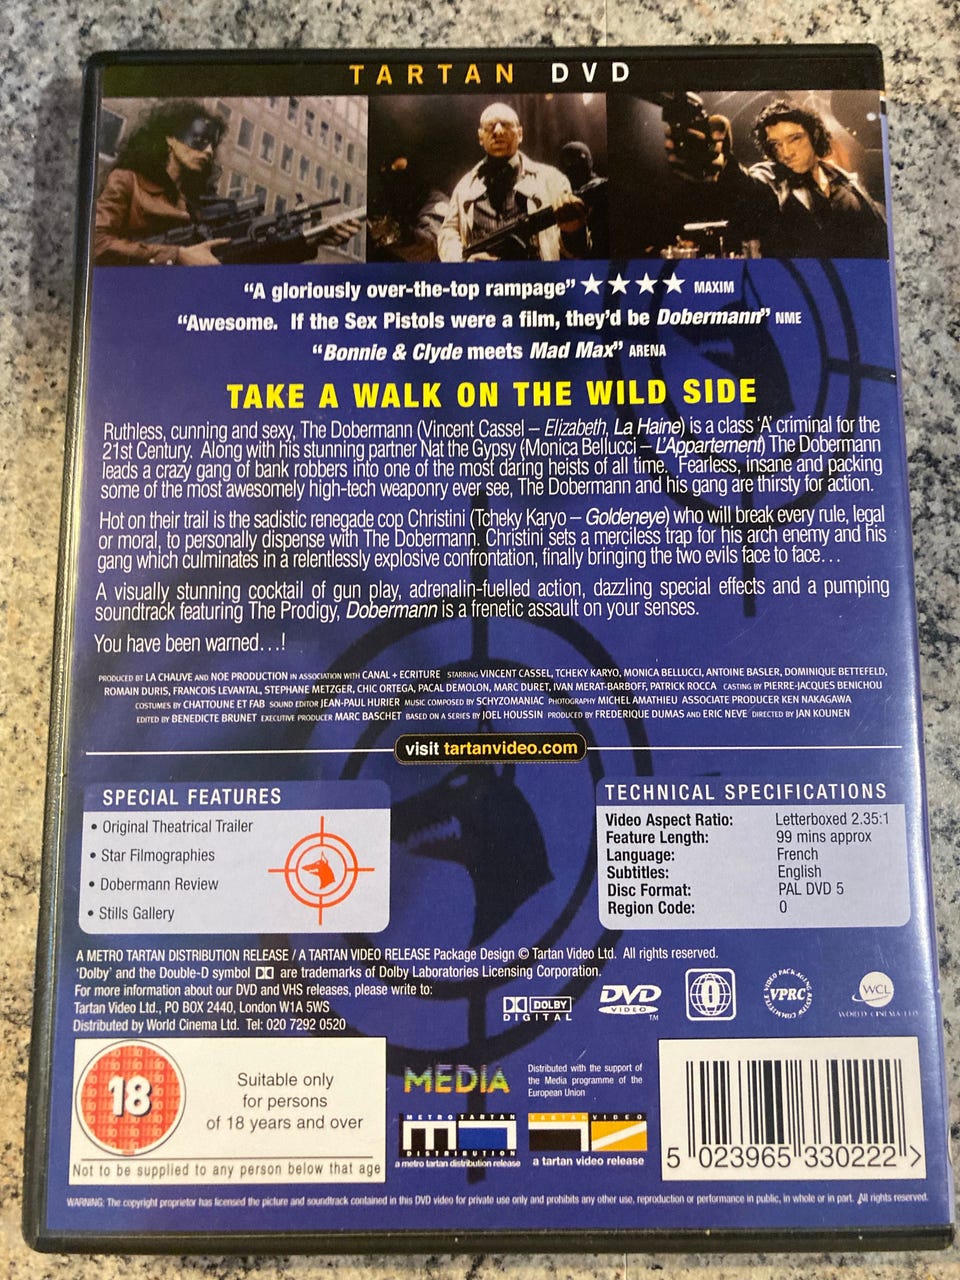 TARTAN DVD
"A gloriously over-the-top rampage" ★★★★ MAXIM
"Awesome. If the Sex Pistols were a film, they'd be Dobermann" NME
"Bonnie & Clyde meets Mad Max" ARENA
TAKE A WALK ON THE WILD SIDE
Ruthless, cunning and sexy, The Dobermann (Vincent Cassel – Elizabeth, La Haine) is a class 'A' criminal for the
21st Century. Along with his stunning partner Nat the Gypsy (Monica Bellucci – L'Appartement) The Dobermann
leads a crazy gang of bank robbers into one of the most daring heists of all time. Fearless, insane and packing
some of the most awesomely high-tech weaponry ever see, The Dobermann and his gang are thirsty for action.
Hot on their trail is the sadistic renegade cop Christini (Tcheky Karyo – Goldeneye) who will break every rule, legal
or moral, to personally dispense with The Dobermann. Christini sets a merciless trap for his arch enemy and his
gang which culminates in a relentlessly explosive confrontation, finally bringing the two evils face to face...
A visually stunning cocktail of gun play, adrenalin-fuelled action, dazzling special effects and a pumping
soundtrack featuring The Prodigy, Dobermann is a frenetic assault on your senses.
You have been warned...!
PRODUCED BY LA CHAUVE AND NOE PRODUCTION IN ASSOCIATION WITH CANAL + ECRITURE STARRING VINCENT CASSEL, TCHEKY KARYO, MONICA BELLUCCI, ANTOINE BASLER, DOMINIQUE BETTEFELD,
ROMAIN DURIS, FRANCOIS LEVANTAL, STEPHANE METZGER, CHIC ORTEGA, PACAL DEMOLON, MARC DURET, IVAN MERAT-BARBOFF, PATRICK ROCCA CASTING BY PIERRE-JACQUES BENICHOU
COSTUMES BY CHATTOUNE ET FAB SOUND EDITOR JEAN-PAUL HURIER MUSIC COMPOSED BY SCHYZOMANIAC PHOTOGRAPHY MICHEL AMATHIEU ASSOCIATE PRODUCER KEN NAKAGAWA
EDITED BY BENEDICTE BRUNET EXECUTIVE PRODUCER MARC BASCHET BASED ON A SERIES BY JOEL HOUSSIN PRODUCED BY FREDERIQUE DUMAS AND ERIC NEVE DIRECTED BY JAN KOUNEN
visit tartanvideo.com
SPECIAL FEATURES
• Original Theatrical Trailer
• Star Filmographies
• Dobermann Review
• Stills Gallery
TECHNICAL SPECIFICATIONS
Video Aspect Ratio: Letterboxed 2.35:1
Feature Length: 99 mins approx
Language: French
Subtitles: English
Disc Format: PAL DVD 5
Region Code: 0
A METRO TARTAN DISTRIBUTION RELEASE / A TARTAN VIDEO RELEASE Package Design © Tartan Video Ltd. All rights reserved.
'Dolby' and the Double-D symbol are trademarks of Dolby Laboratories Licensing Corporation.
For more information about our DVD and VHS releases, please write to:
Tartan Video Ltd., PO BOX 2440, London W1A 5WS
Distributed by World Cinema Ltd. Tel: 020 7292 0520
DOLBY
DIGITAL
DVD
VIDEO
TM
0
VIDEO PACKAGING REVIEW COMMITTEE
VPRC
WCL
WORLD CINEMA LTD
18
Suitable only
for persons
of 18 years and over
Not to be supplied to any person below that age
MEDIA
Distributed with the support of
the Media programme of the
European Union
METRO TARTAN
DISTRIBUTION
a metro tartan distribution release
TARTAN VIDEO
a tartan video release
5 023965 330222 >
WARNING: The copyright proprietor has licensed the picture and soundtrack contained in this DVD video for private use only and prohibits any other use, reproduction or performance in public, in whole or in part. All rights reserved.